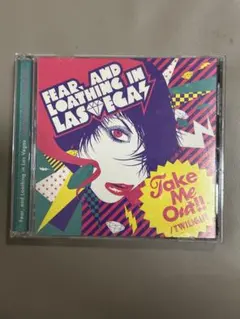 FEAR, AND
LOATHING IN
LAS VEGAS
Take
Me
Out!!
/TWILIGHT
Fear, and Loathing in Las Vegas